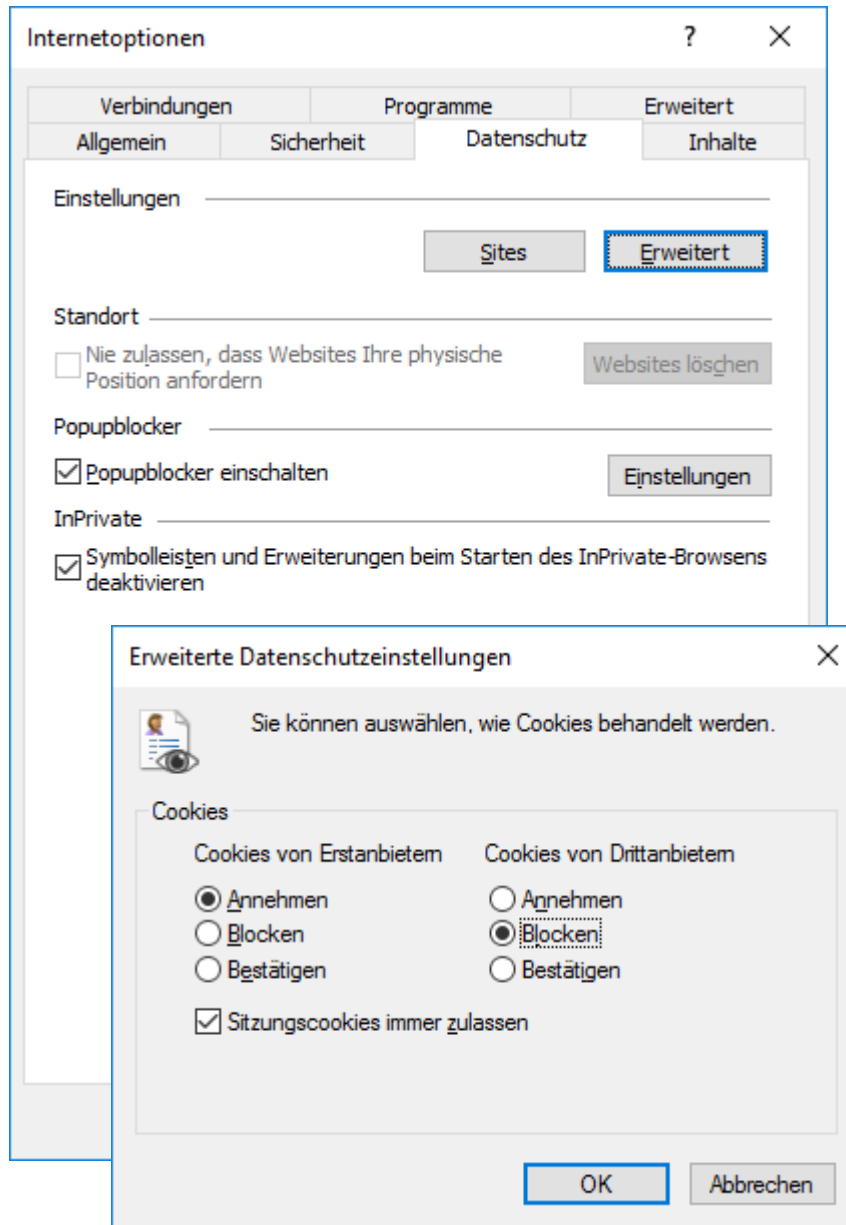 Internetoptionen ?
Verbindungen Programme Erweitert
Allgemein Sicherheit Datenschutz Inhalte
Einstellungen
Sites Erweitert
Standort
Nie zulassen, dass Websites Ihre physische
Position anfordern
Websites löschen
Popupblocker
Popupblocker einschalten Einstellungen
InPrivate
Symbolleisten und Erweiterungen beim Starten des InPrivate-Browsens
deaktivieren
Erweiterte Datenschutzeinstellungen
Sie können auswählen, wie Cookies behandelt werden.
Cookies
Cookies von Erstanbietern Cookies von Drittanbietern
Annehmen Annehmen
Blocken Blocken
Bestätigen Bestätigen
Sitzungscookies immer zulassen
OK Abbrechen